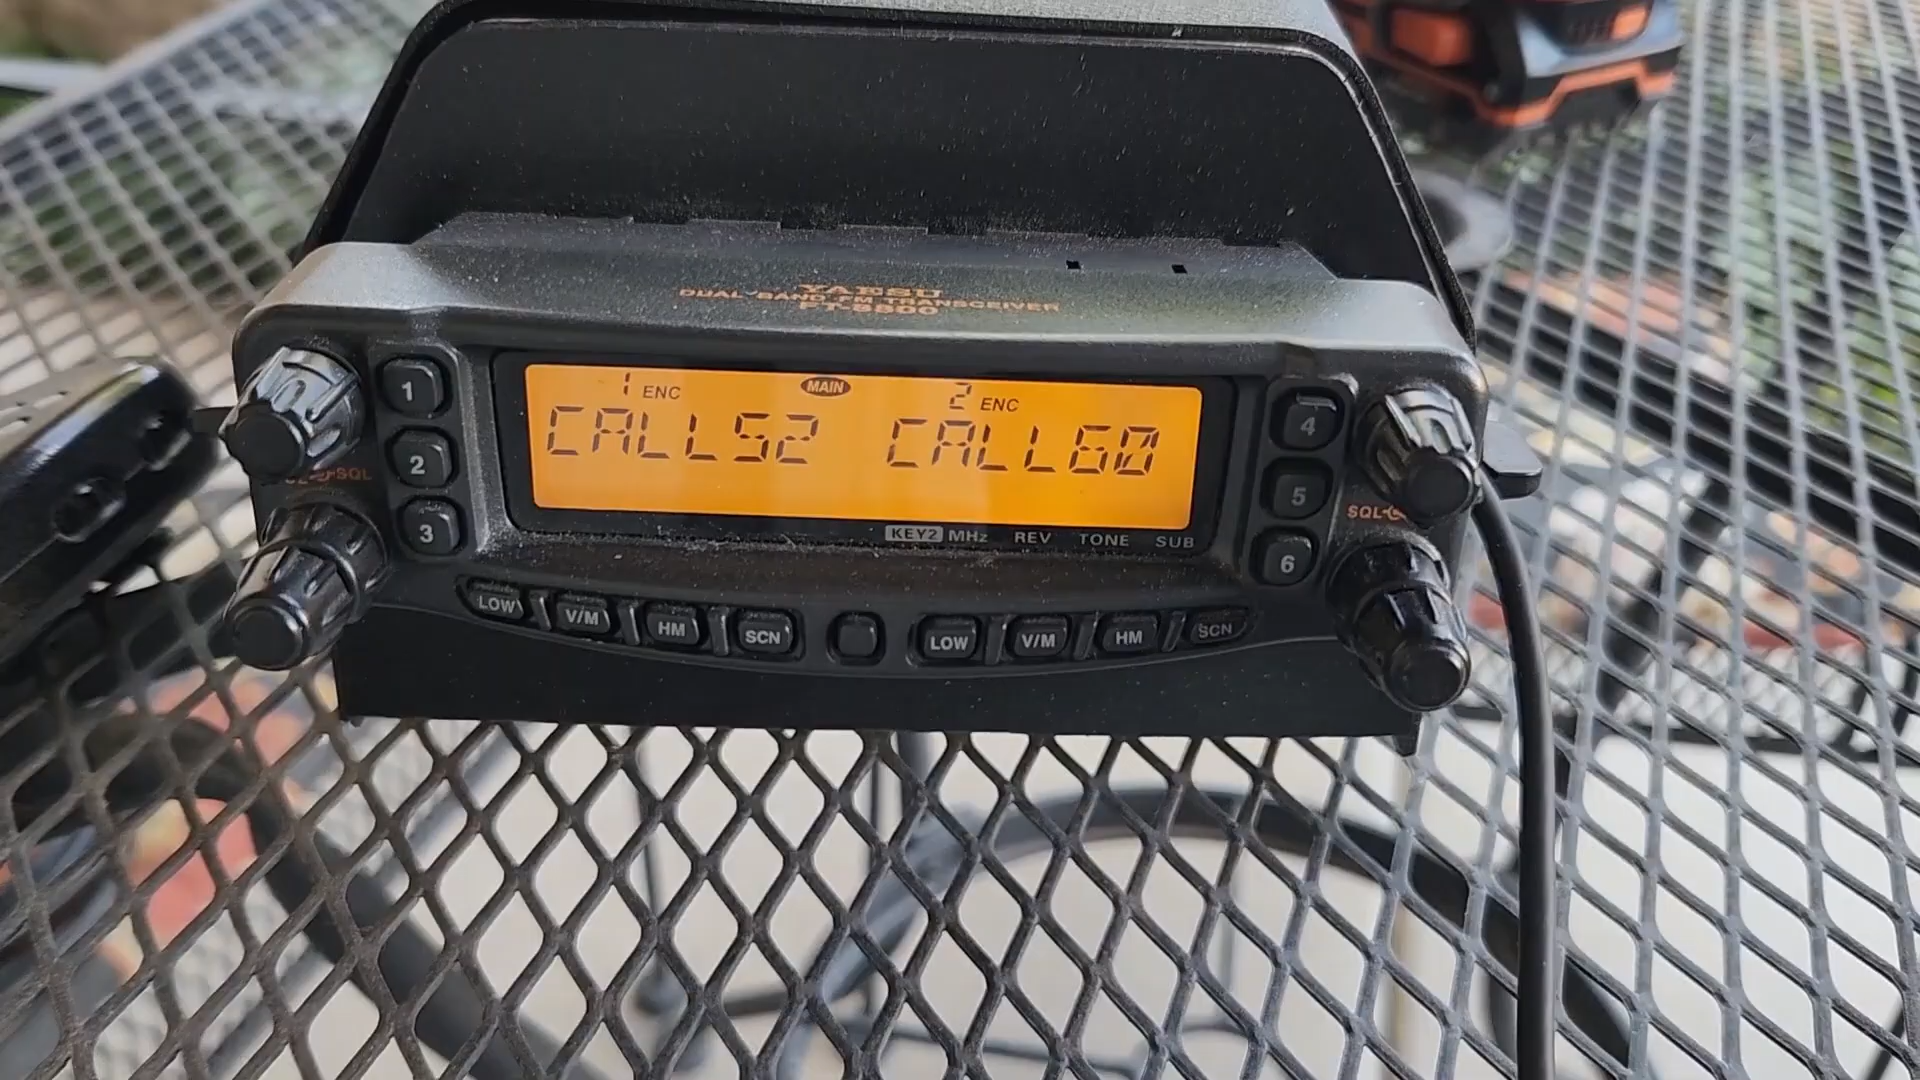 YAESU
DUAL-BAND FM TRANSCEIVER
FT-8800
1 ENC MAIN 2 ENC
CALL52 CALL60
KEY2 MHz REV TONE SUB
1
2
3
SQL
4
5
6
SQL
LOW V/M HM SCN LOW V/M HM SCN